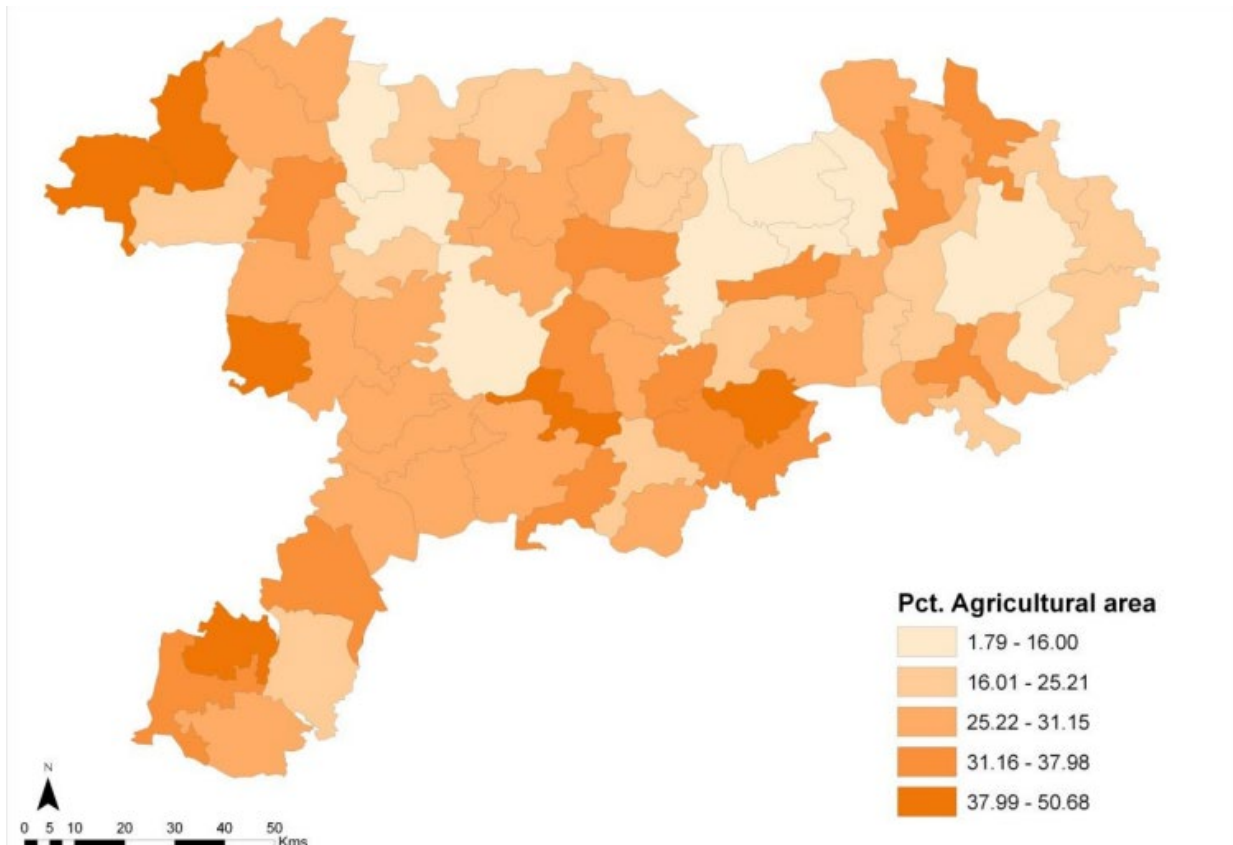 Pct. Agricultural area
1.79 - 16.00
16.01 - 25.21
25.22 - 31.15
31.16 - 37.98
37.99 - 50.68
N
0 5 10 20 30 40 50
Kms